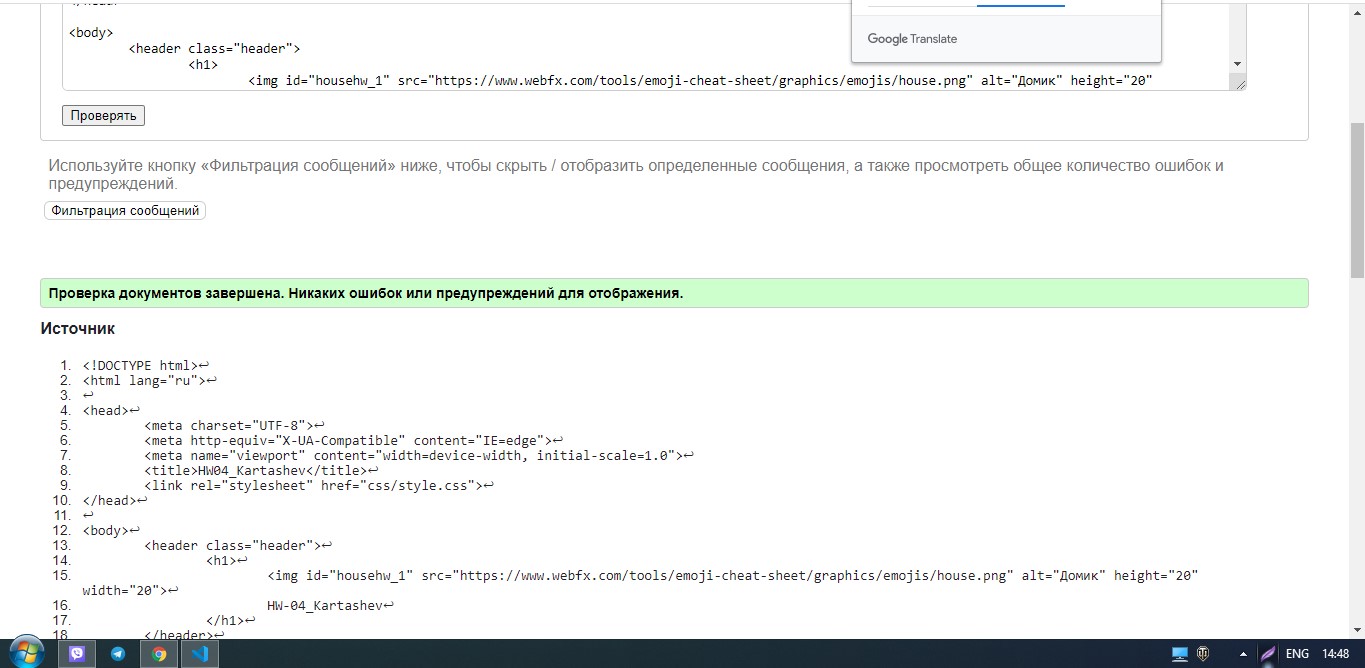 <body>
<header class="header">
<h1>
<img id="househw_1" src="https://www.webfx.com/tools/emoji-cheat-sheet/graphics/emojis/house.png" alt="Домик" height="20"
Google Translate
Проверять
Используйте кнопку «Фильтрация сообщений» ниже, чтобы скрыть / отобразить определенные сообщения, а также просмотреть общее количество ошибок и
предупреждений.
Фильтрация сообщений
Проверка документов завершена. Никаких ошибок или предупреждений для отображения.
Источник
1. <!DOCTYPE html>↩
2. <html lang="ru">↩
3. ↩
4. <head>↩
5. <meta charset="UTF-8">↩
6. <meta http-equiv="X-UA-Compatible" content="IE=edge">↩
7. <meta name="viewport" content="width=device-width, initial-scale=1.0">↩
8. <title>HW04_Kartashev</title>↩
9. <link rel="stylesheet" href="css/style.css">↩
10. </head>↩
11. ↩
12. <body>↩
13. <header class="header">↩
14. <h1>↩
15. <img id="househw_1" src="https://www.webfx.com/tools/emoji-cheat-sheet/graphics/emojis/house.png" alt="Домик" height="20"
width="20">↩
16. HW-04_Kartashev↩
17. </h1>↩
18. </header>↩
ENG 14:48